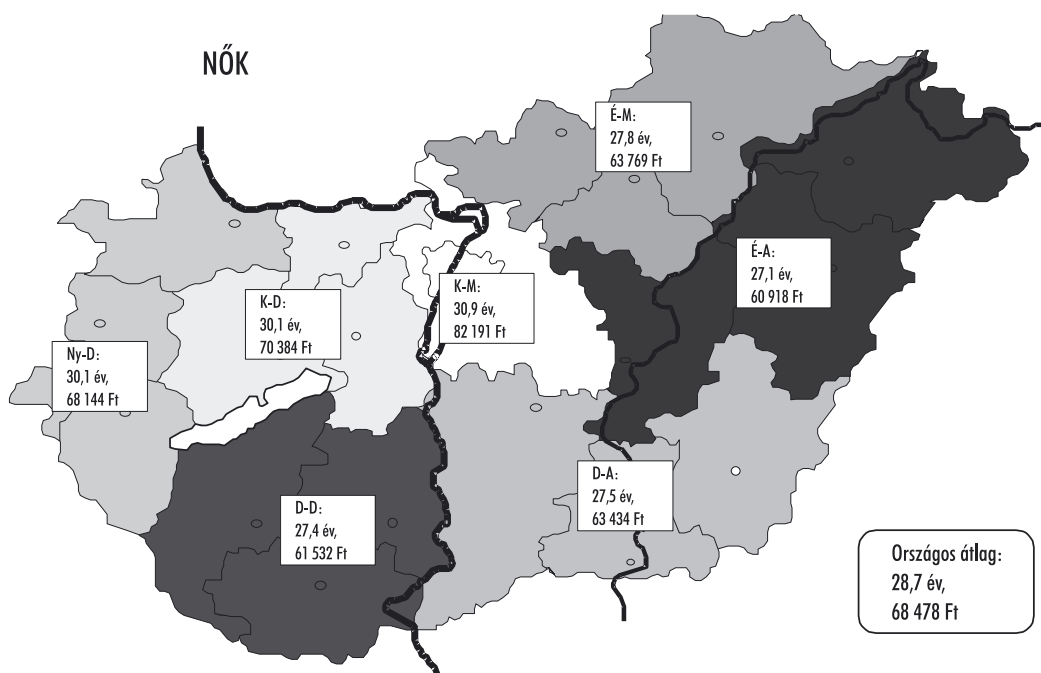 NŐK
É-M:
27,8 év,
63 769 Ft
É-A:
27,1 év,
60 918 Ft
K-D:
30,1 év,
70 384 Ft
K-M:
30,9 év,
82 191 Ft
Ny-D:
30,1 év,
68 144 Ft
D-A:
27,5 év,
63 434 Ft
D-D:
27,4 év,
61 532 Ft
Országos átlag:
28,7 év,
68 478 Ft